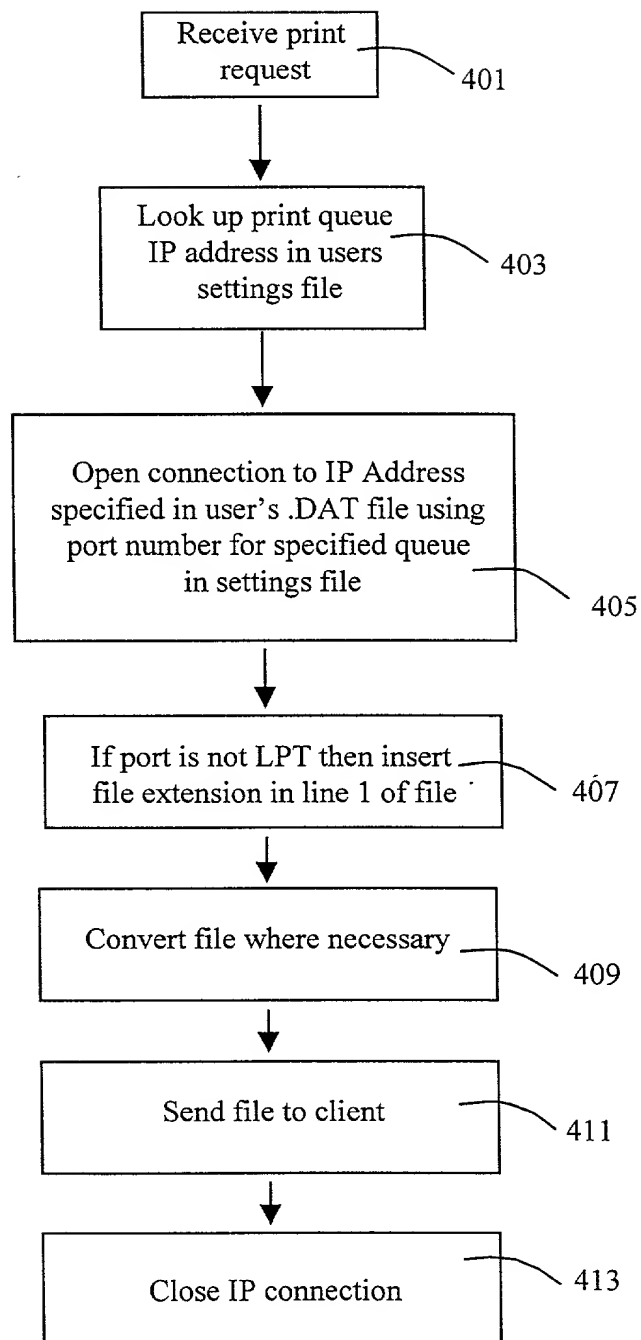 Receive print
request
401
Look up print queue
IP address in users
settings file
403
Open connection to IP Address
specified in user's .DAT file using
port number for specified queue
in settings file
405
If port is not LPT then insert
file extension in line 1 of file
407
Convert file where necessary
409
Send file to client
411
Close IP connection
413